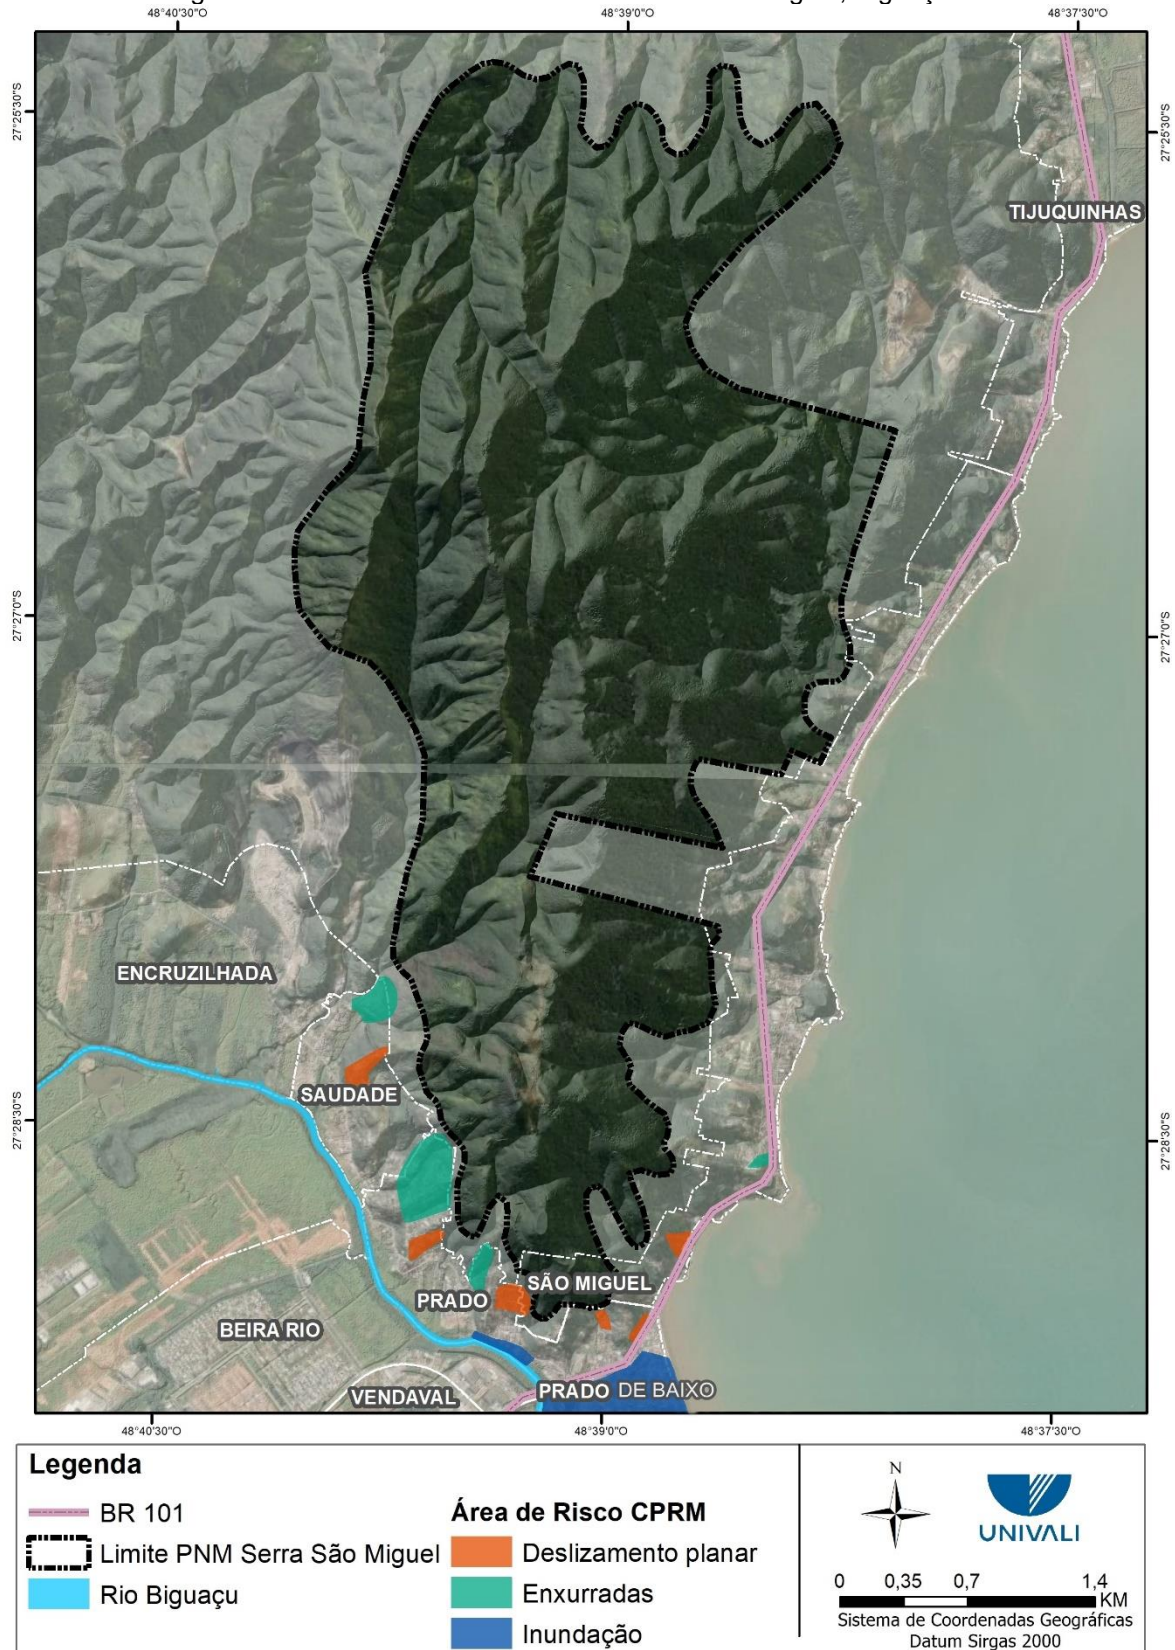 48°40'30"O
48°39'0"O
48°37'30"O
27°25'30"S
27°25'30"S
TIJUQUINHAS
27°27'0"S
27°27'0"S
ENCRUZILHADA
SAUDADE
27°28'30"S
27°28'30"S
SÃO MIGUEL
PRADO
BEIRA RIO
VENDAVAL
PRADO DE BAIXO
48°40'30"O
48°39'0"O
48°37'30"O
Legenda
BR 101
Limite PNM Serra São Miguel
Rio Biguaçu
Área de Risco CPRM
Deslizamento planar
Enxurradas
Inundação
N
UNIVALI
0 0,35 0,7 1,4
KM
Sistema de Coordenadas Geográficas
Datum Sirgas 2000